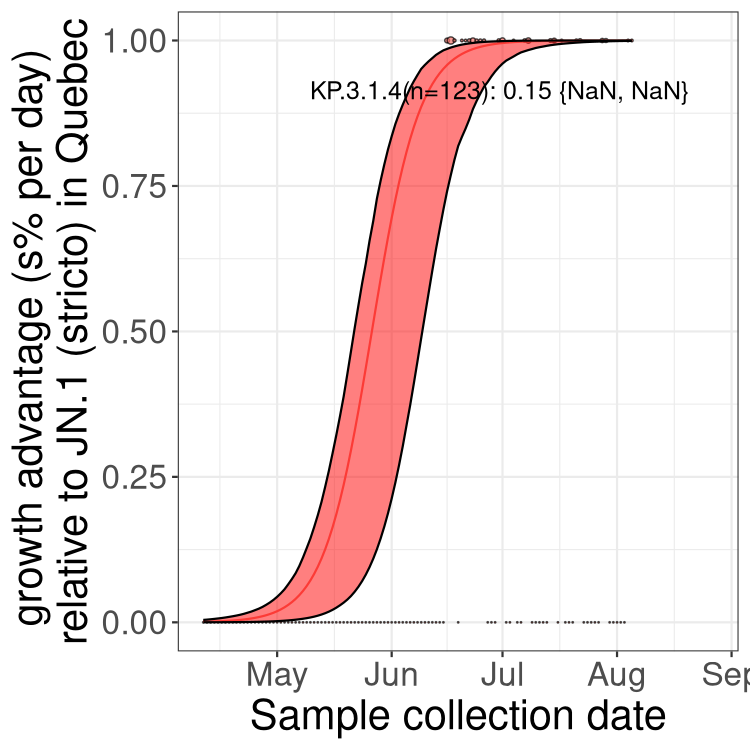 growth advantage (s% per day)
relative to JN.1 (stricto) in Quebec
1.00
0.75
0.50
0.25
0.00
KP.3.1.4(n=123): 0.15 {NaN, NaN}
May Jun Jul Aug Sep
Sample collection date